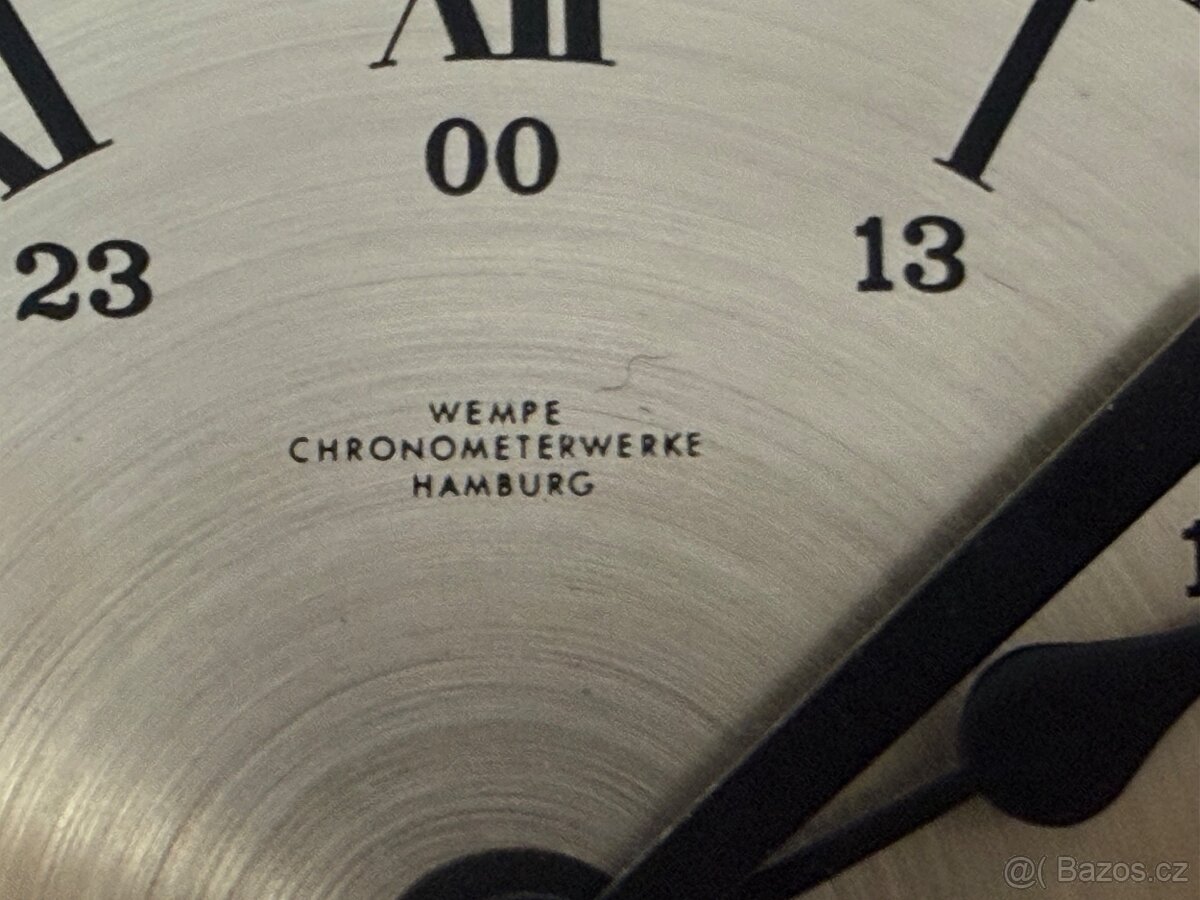 XII
00
13
23
WEMPE
CHRONOMETERWERKE
HAMBURG
@( Bazos.cz